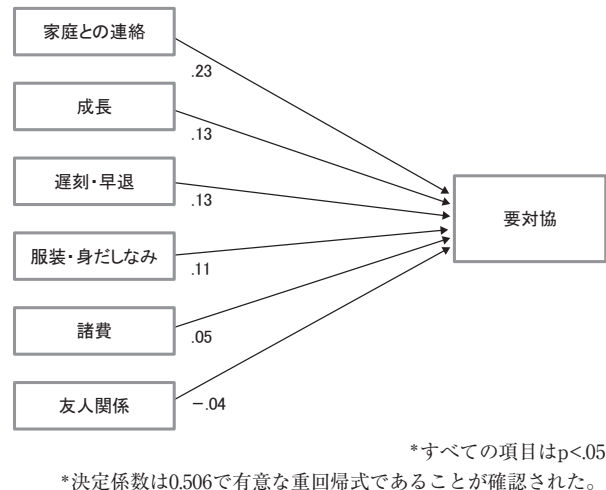 家庭との連絡
.23
成長
.13
遅刻・早退
.13
要対協
服装・身だしなみ
.11
諸費
.05
友人関係
－.04
*すべての項目はp<.05
*決定係数は0.506で有意な重回帰式であることが確認された。